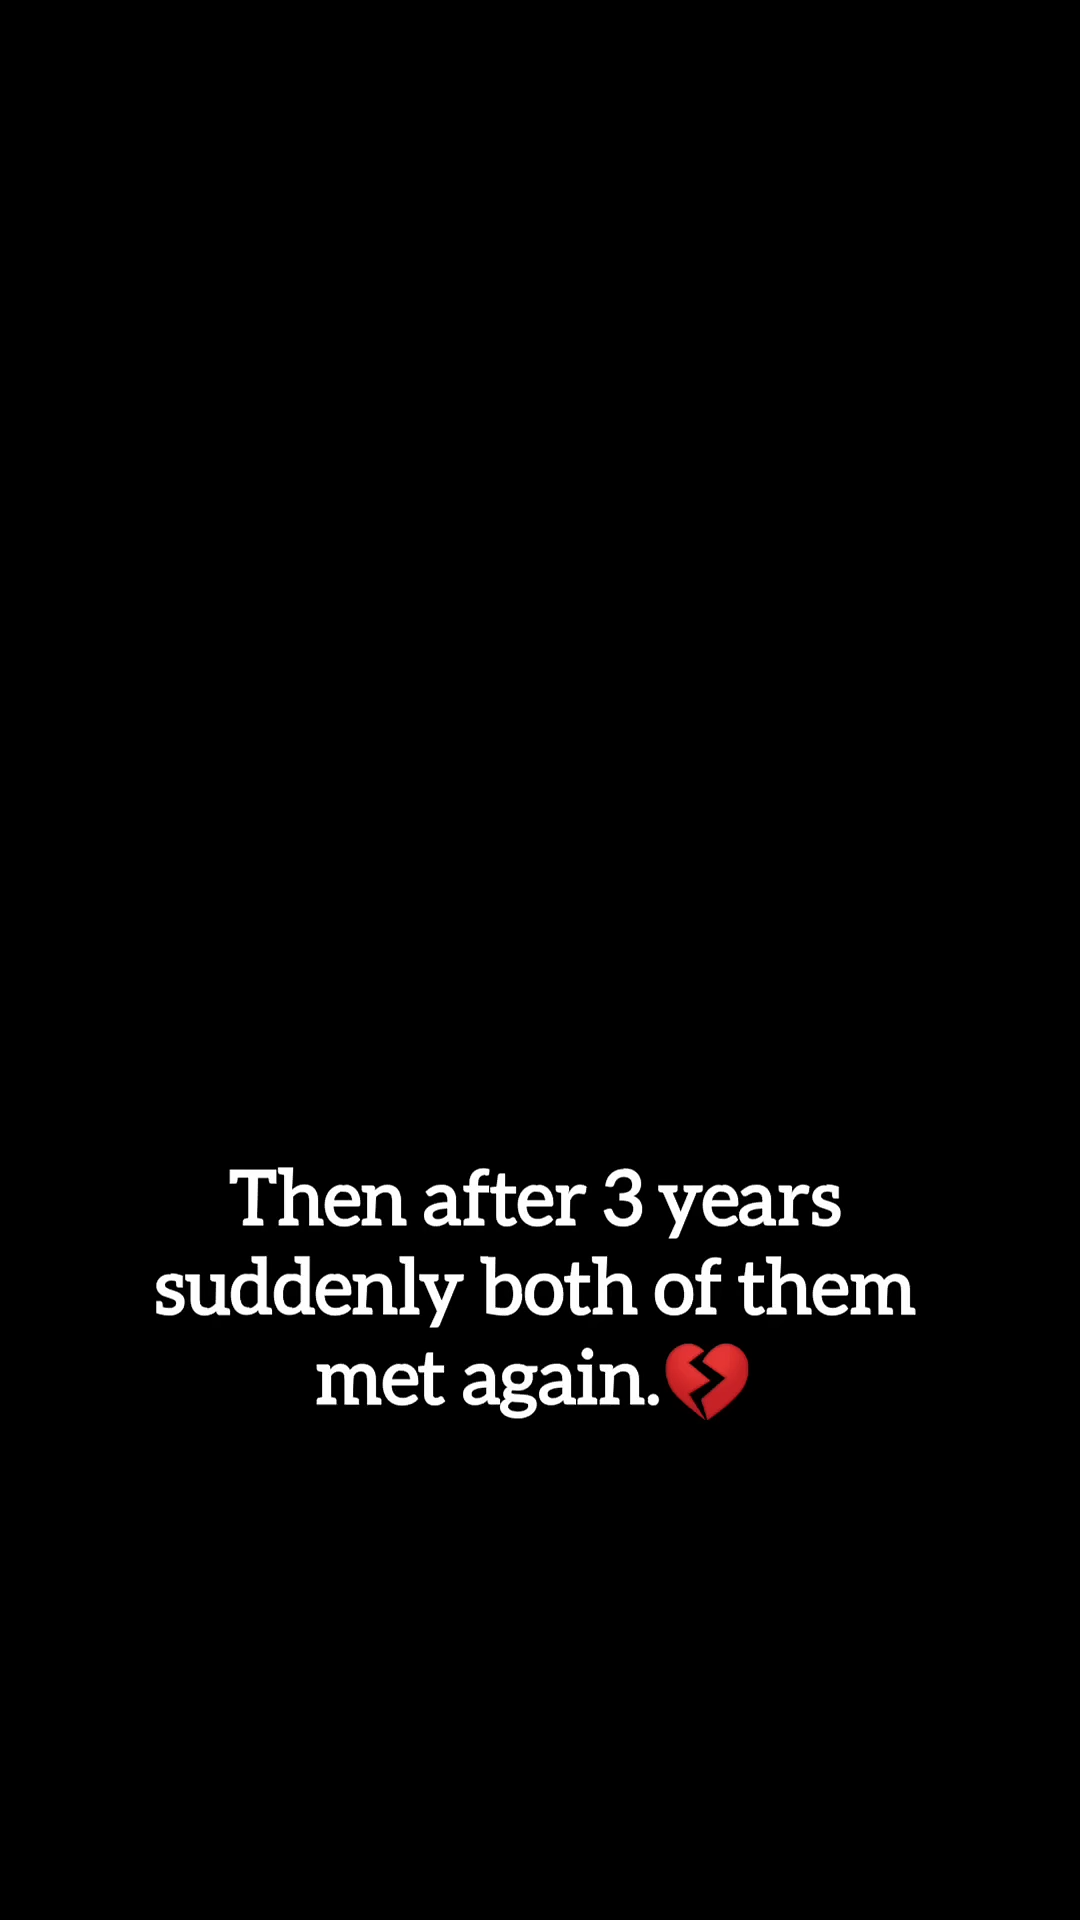 Then after 3 years
suddenly both of them
met again.💔